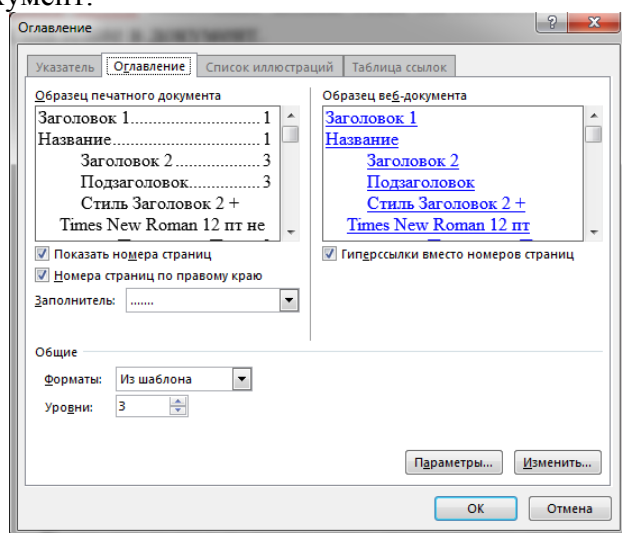 кумент.
Оглавление
Указатель Оглавление Список иллюстраций Таблица ссылок
Образец печатного документа
Заголовок 1.................... 1
Название...................... 1
Заголовок 2................ 3
Подзаголовок.............. 3
Стиль Заголовок 2 +
Times New Roman 12 пт не
Образец веб-документа
Заголовок 1
Название
Заголовок 2
Подзаголовок
Стиль Заголовок 2 +
Times New Roman 12 пт
Показать номера страниц
Номера страниц по правому краю
Заполнитель: .......
Гиперссылки вместо номеров страниц
Общие
Форматы: Из шаблона
Уровни: 3
Параметры... Изменить...
ОК Отмена